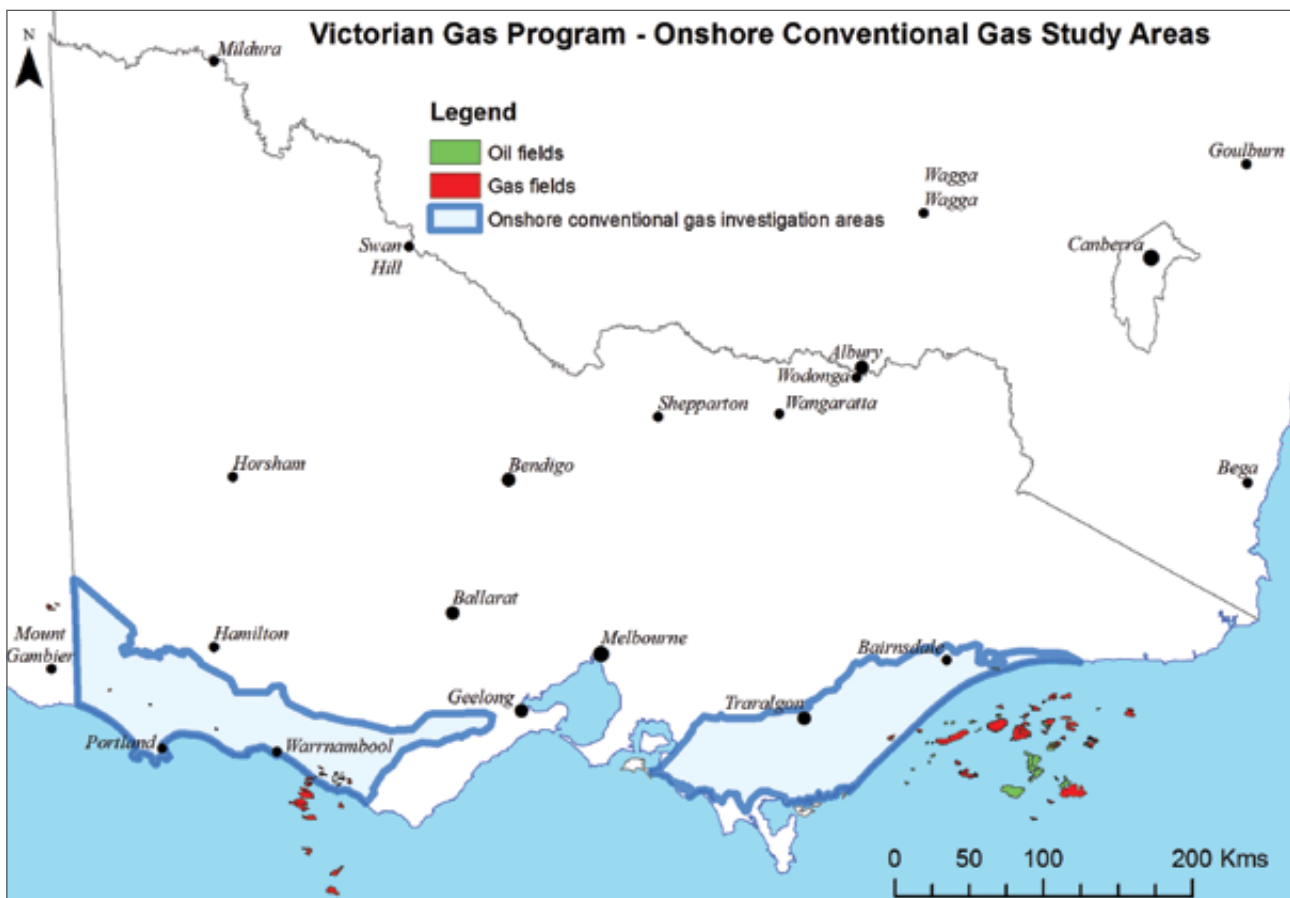 Victorian Gas Program - Onshore Conventional Gas Study Areas
N
Mildura
Legend
Oil fields
Gas fields
Onshore conventional gas investigation areas
Goulburn
Wagga
Wagga
Canberra
Swan
Hill
Albury
Wodonga
Shepparton
Wangaratta
Horsham
Bendigo
Bega
Ballarat
Mount
Gambier
Hamilton
Melbourne
Bairnsdale
Geelong
Traralgon
Portland
Warrnambool
0 50 100 200 Kms